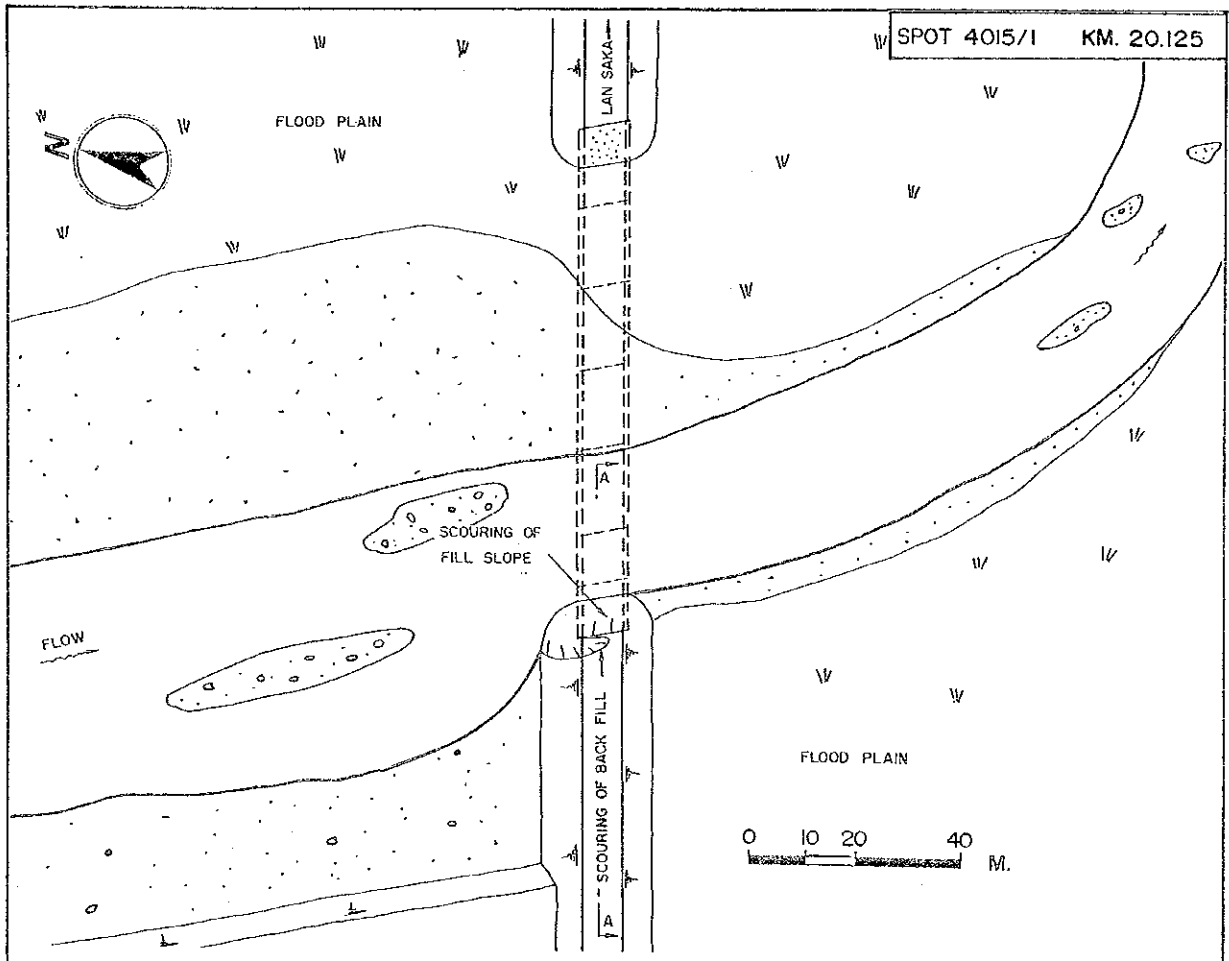 SPOT 4015/1 KM. 20.125
LAN SAKA
FLOOD PLAIN
N
A
SCOURING OF
FILL SLOPE
FLOW
SCOURING OF BACK FILL
FLOOD PLAIN
0 10 20 40 M.
A